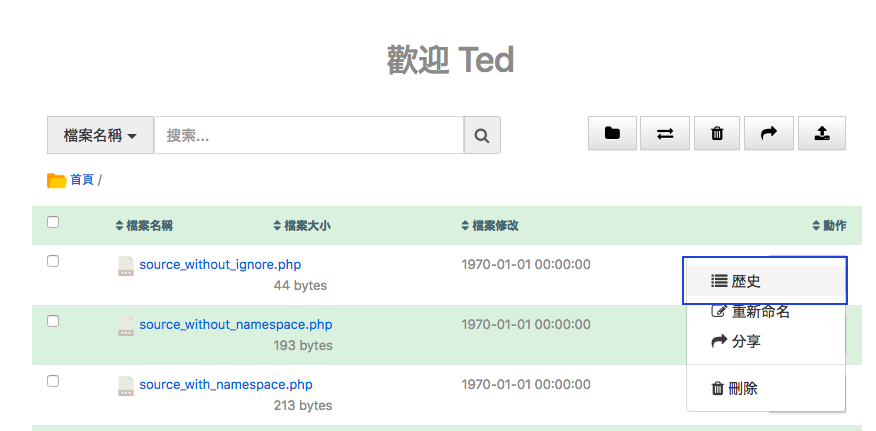 歡迎 Ted
檔案名稱 搜索...
首頁 /
檔案名稱 檔案大小 檔案修改 動作
source_without_ignore.php 1970-01-01 00:00:00
44 bytes
歷史
重新命名
source_without_namespace.php 1970-01-01 00:00:00
193 bytes
分享
source_with_namespace.php 1970-01-01 00:00:00
213 bytes
刪除